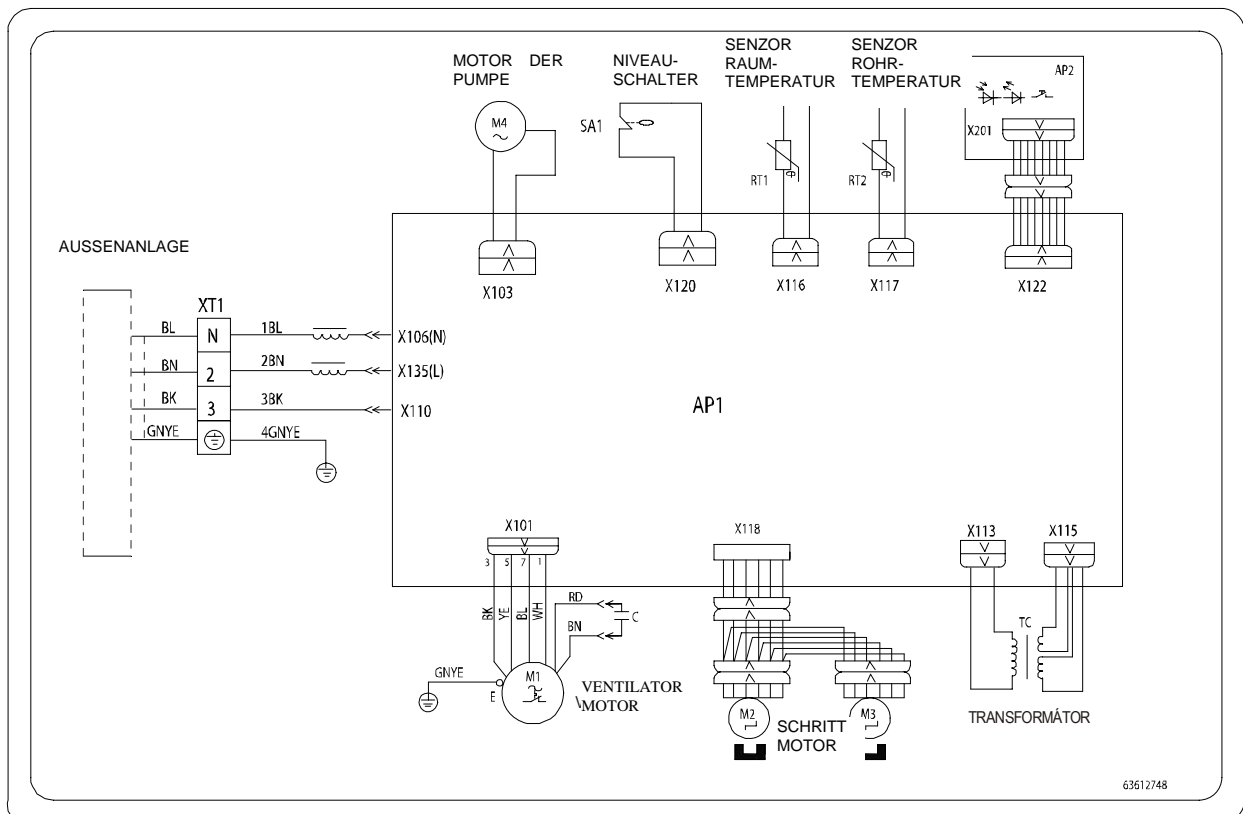 MOTOR DER
PUMPE
NIVEAU-
SCHALTER
SENZOR
RAUM-
TEMPERATUR
SENZOR
ROHR-
TEMPERATUR
AP2
M4
SA1
X201
RT1
θ
RT2
θ
AUSSENANLAGE
X103
X120
X116
X117
X122
XT1
BL
N
1BL
X106(N)
BN
2
2BN
X135(L)
BK
3
3BK
X110
AP1
GNYE
4GNYE
X101
X118
X113
X115
3
5
7
1
BK
YE
BL
WH
RD
C
BN
TC
GNYE
E
M1
VENTILATOR
MOTOR
M2
M3
SCHRITT
MOTOR
TRANSFORMÁTOR
63612748